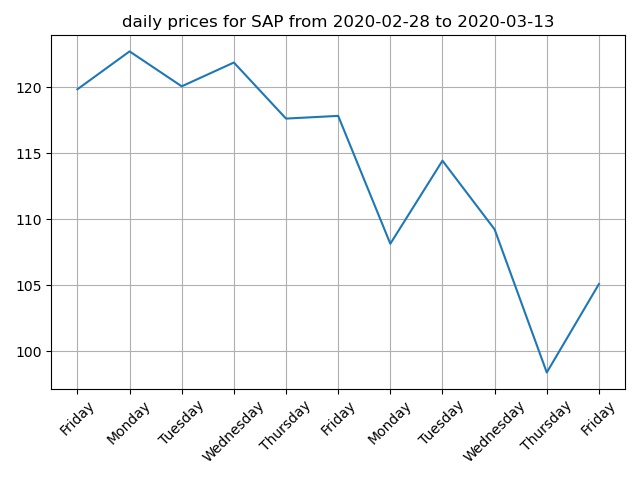 daily prices for SAP from 2020-02-28 to 2020-03-13
120
115
110
105
100
Friday
Monday
Tuesday
Wednesday
Thursday
Friday
Monday
Tuesday
Wednesday
Thursday
Friday